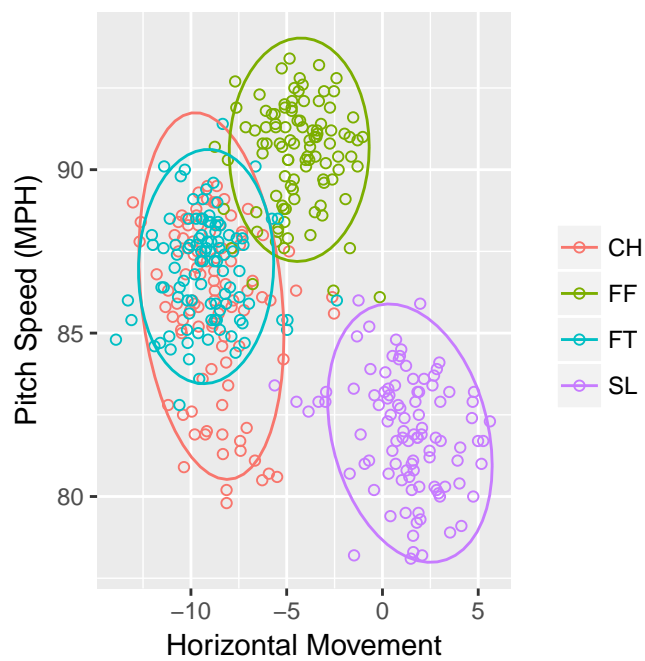 Pitch Speed (MPH)
90
85
80
−10
−5
0
5
Horizontal Movement
CH
FF
FT
SL